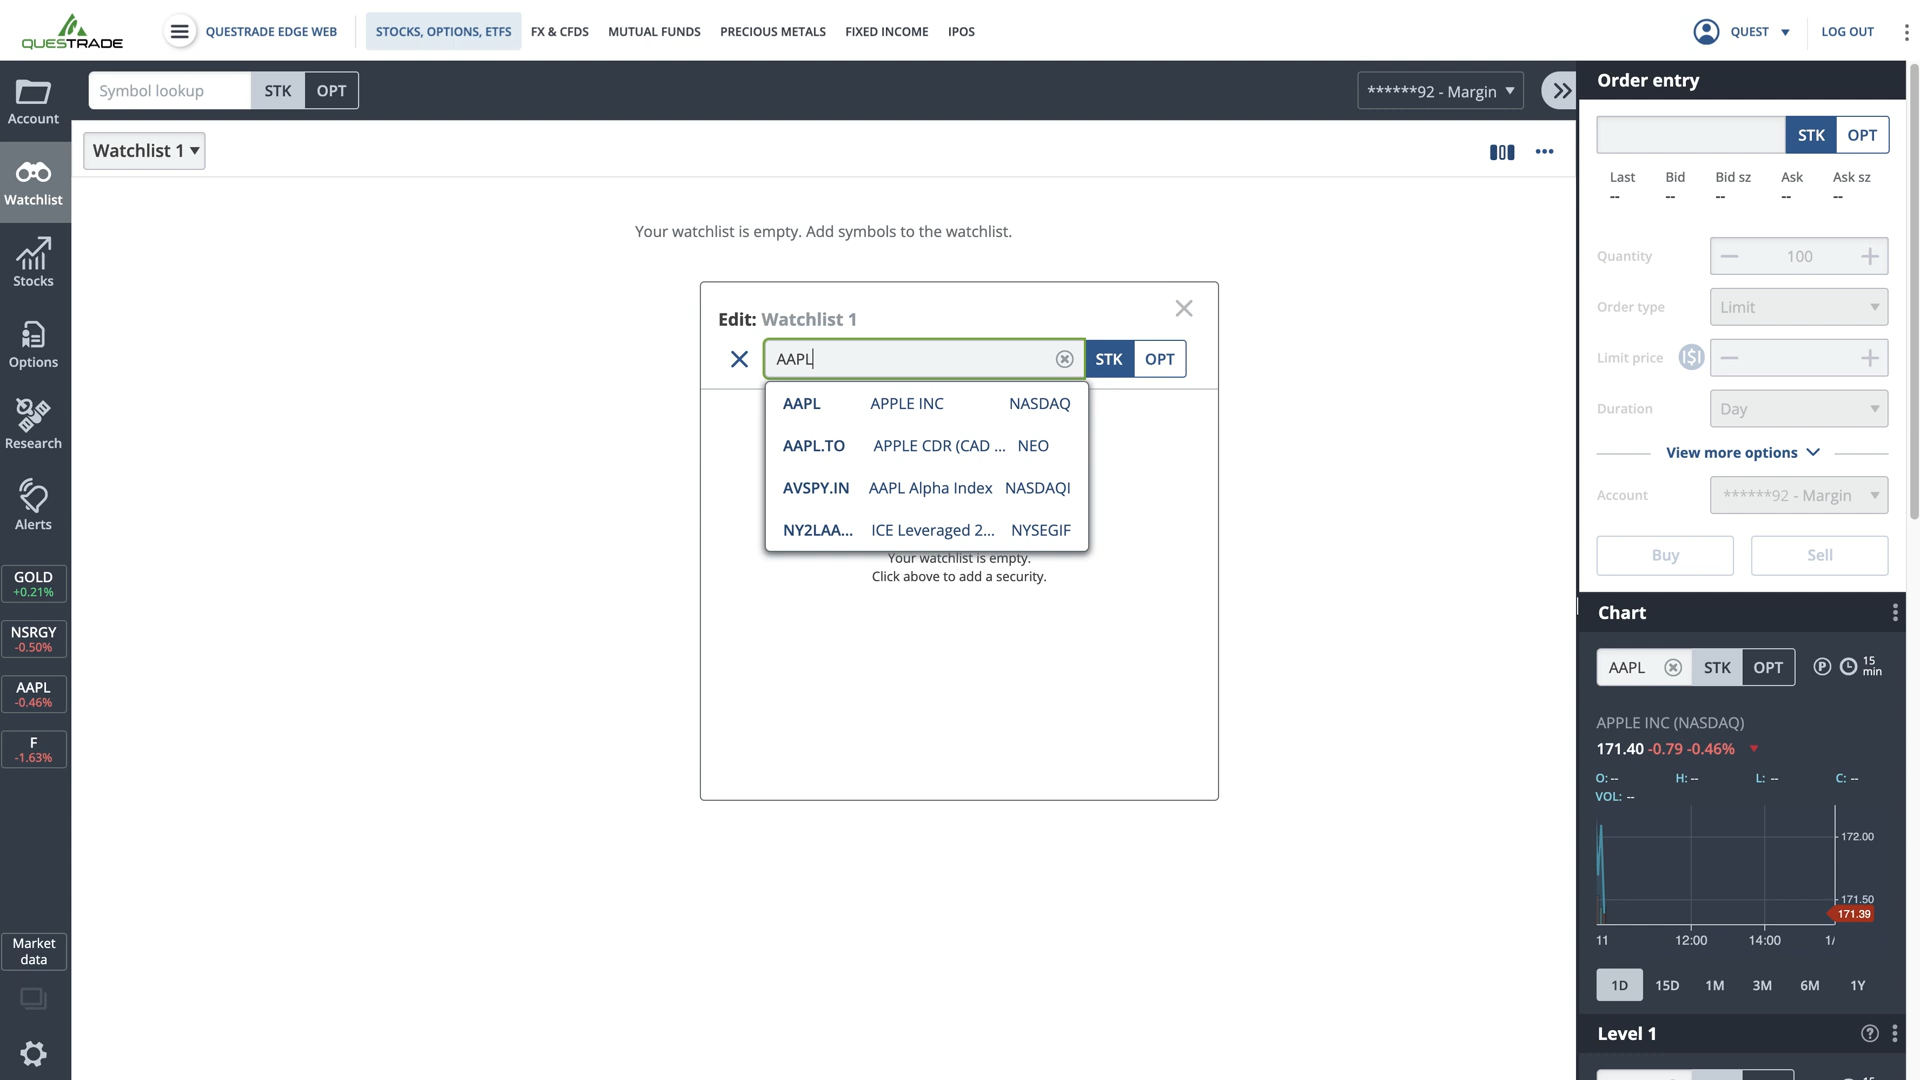 QUESTRADE
QUESTRADE EDGE WEB
STOCKS, OPTIONS, ETFS
FX & CFDS
MUTUAL FUNDS
PRECIOUS METALS
FIXED INCOME
IPOS
QUEST
LOG OUT
Account
Watchlist
Stocks
Options
Research
Alerts
GOLD
+0.21%
NSRGY
-0.50%
AAPL
-0.46%
F
-1.63%
Market
data
Symbol lookup
STK
OPT
******92 - Margin
Watchlist 1
Your watchlist is empty. Add symbols to the watchlist.
Edit: Watchlist 1
AAPL
STK
OPT
AAPL APPLE INC NASDAQ
AAPL.TO APPLE CDR (CAD ... NEO
AVSPY.IN AAPL Alpha Index NASDAQI
NY2LAA... ICE Leveraged 2... NYSEGIF
Your watchlist is empty.
Click above to add a security.
Order entry
STK
OPT
Last Bid Bid sz Ask Ask sz
-- -- -- -- --
Quantity 100
Order type Limit
Limit price |$|
Duration Day
View more options
Account ******92 - Margin
Buy
Sell
Chart
AAPL
STK
OPT
P
15
min
APPLE INC (NASDAQ)
171.40 -0.79 -0.46%
O: -- H: -- L: -- C: --
VOL: --
172.00
171.50
171.39
11 12:00 14:00 1/
1D 15D 1M 3M 6M 1Y
Level 1
?